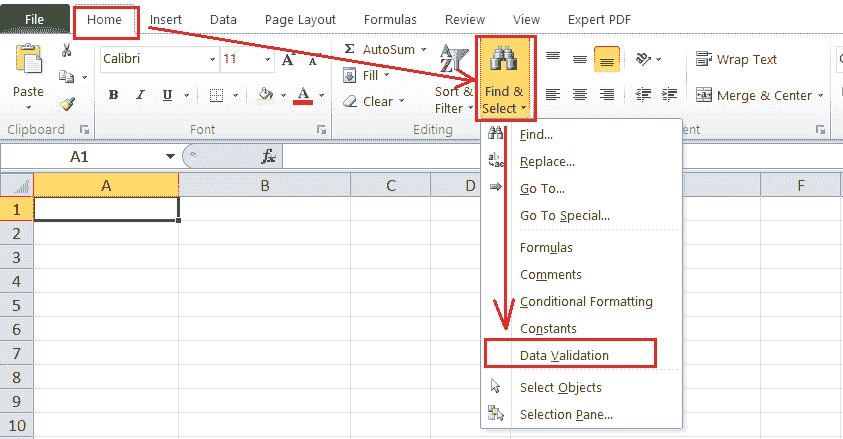 File Home Insert Data Page Layout Formulas Review View Expert PDF
Calibri 11 A A Σ AutoSum Wrap Text
Fill
Paste B I U A Clear Sort & Filter Find & Select Merge & Center
Clipboard Font Editing ent
A1 fx
A B C D F
1
2
3
4
5
6
7
8
9
10
Find...
Replace...
Go To...
Go To Special...
Formulas
Comments
Conditional Formatting
Constants
Data Validation
Select Objects
Selection Pane...